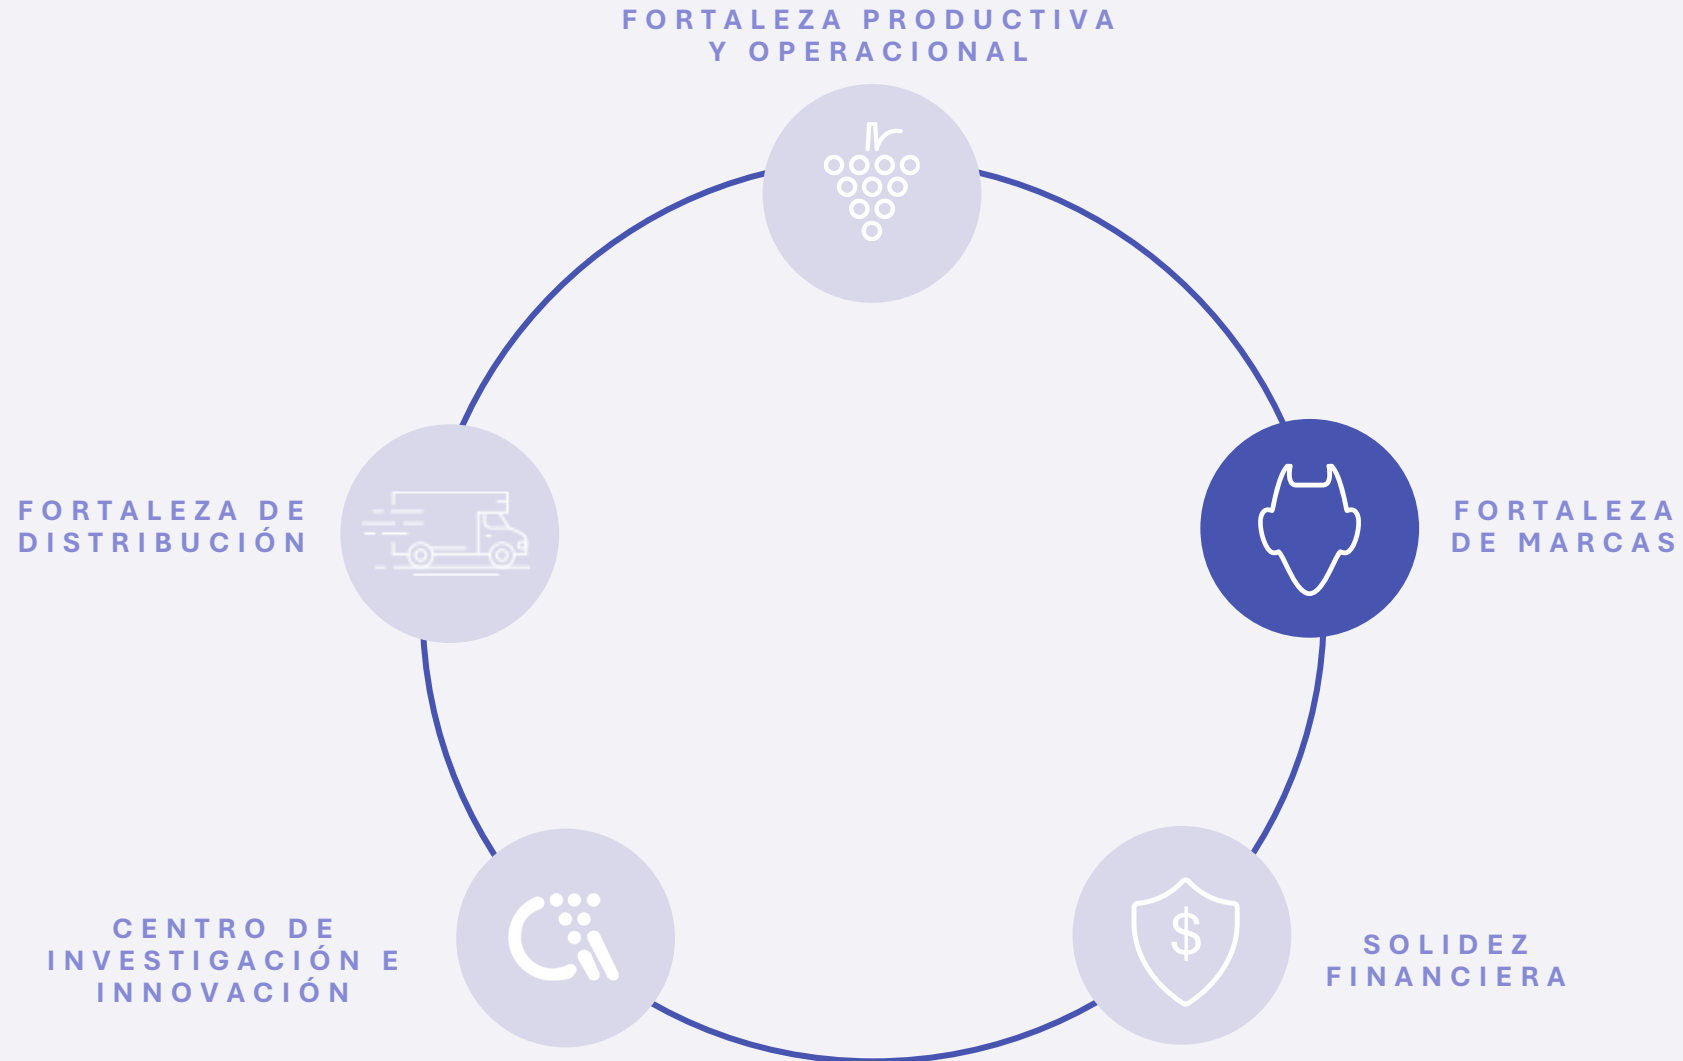 FORTALEZA PRODUCTIVA
Y OPERACIONAL
FORTALEZA DE
DISTRIBUCIÓN
FORTALEZA
DE MARCAS
CENTRO DE
INVESTIGACIÓN E
INNOVACIÓN
$
SOLIDEZ
FINANCIERA